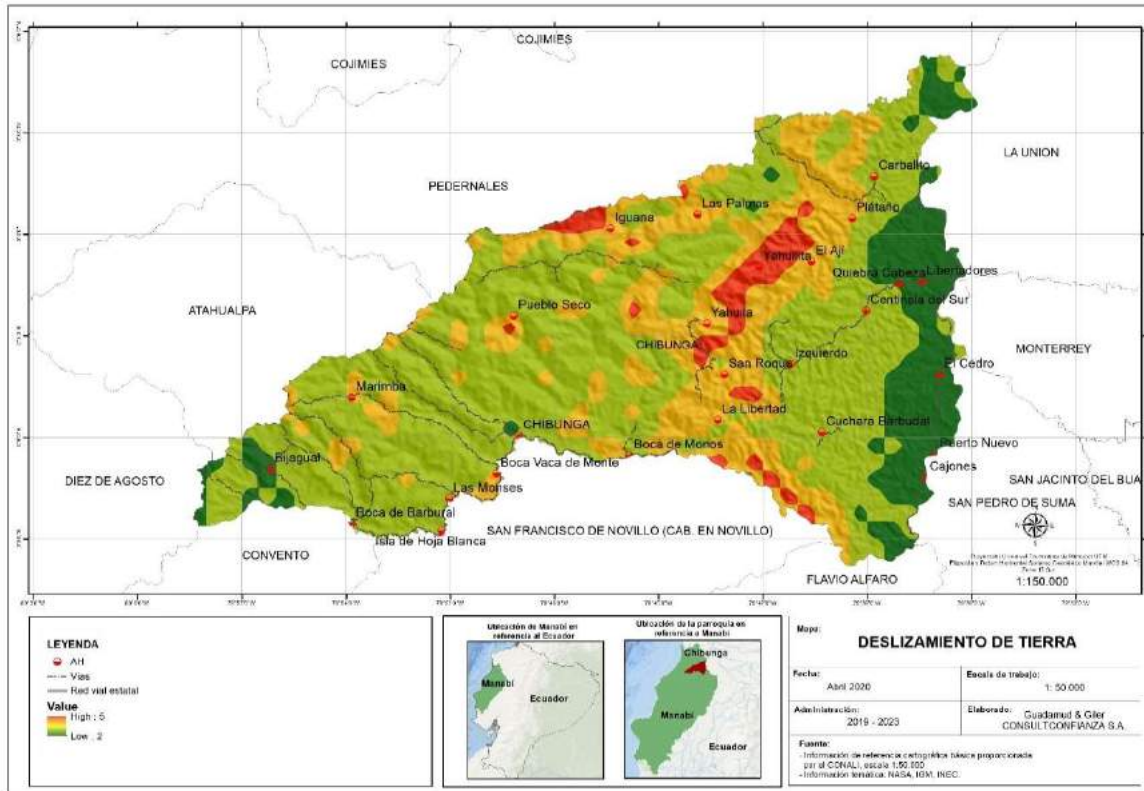 COJIMIES
COJIMIES
LA UNION
Carbalito
PEDERNALES
Las Palmas
Plátaño
Iguana
Yahuilita
El Ají
Quiebra Cabeza
Libertadores
Centinela del Sur
ATAHUALPA
Pueblo Seco
Yahuila
CHIBUNGA
Izquierdo
MONTERREY
San Roque
El Cedro
Marimba
La Libertad
Cuchara Barbudal
CHIBUNGA
Boca de Monos
Puerto Nuevo
Bijagual
Boca Vaca de Monte
Cajones
DIEZ DE AGOSTO
SAN JACINTO DEL BUA
Las Monses
SAN PEDRO DE SUMA
Boca de Barbural
SAN FRANCISCO DE NOVILLO (CAB. EN NOVILLO)
Isla de Hoja Blanca
CONVENTO
FLAVIO ALFARO
1:150.000
LEYENDA
AH
Vías
Red vial estatal
Value
High : 5
Low : 2
Ubicación de Manabí en
referencia al Ecuador
Manabí
Ecuador
Ubicación de la parroquia en
referencia a Manabí
Chibunga
Manabí
Ecuador
Mapa:
DESLIZAMIENTO DE TIERRA
Fecha:
Abril 2020
Escala de trabajo:
1: 50.000
Administración:
2019 - 2023
Elaborado:
Guadamud & Giler
CONSULTCONFIANZA S.A.
Fuente:
- Información de referencia cartográfica básica proporcionada
por el CONALI, escala 1:50.000
- Información temática: NASA, IGM, INEC.